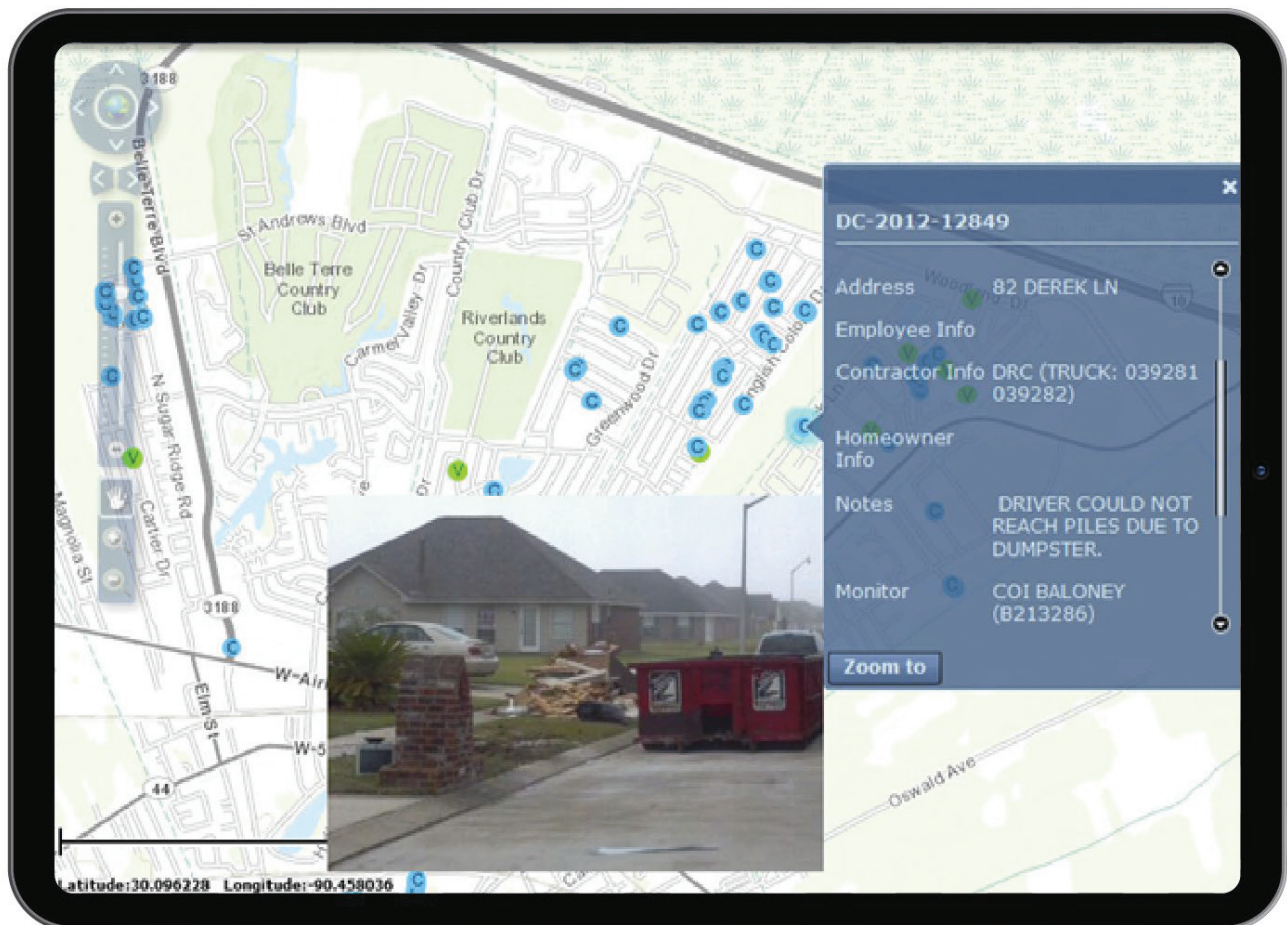 3188
Belle Terre Blvd
St Andrews Blvd
Country Club Dr
Belle Terre
Country
Club
Carmel Valley Dr
Riverlands
Country
Club
Greenwood Dr
N Sugar Ridge Rd
Cartier Dr
Magnolia St
3188
Elm St
44
W-5
Oswald Ave
Woodland Dr
10
C
V
DC-2012-12849
Address 82 DEREK LN
Employee Info
Contractor Info DRC (TRUCK: 039281
039282)
Homeowner
Info
Notes DRIVER COULD NOT
REACH PILES DUE TO
DUMPSTER.
Monitor COI BALONEY
(B213286)
Zoom to
Latitude:30.096228 Longitude:-90.458036